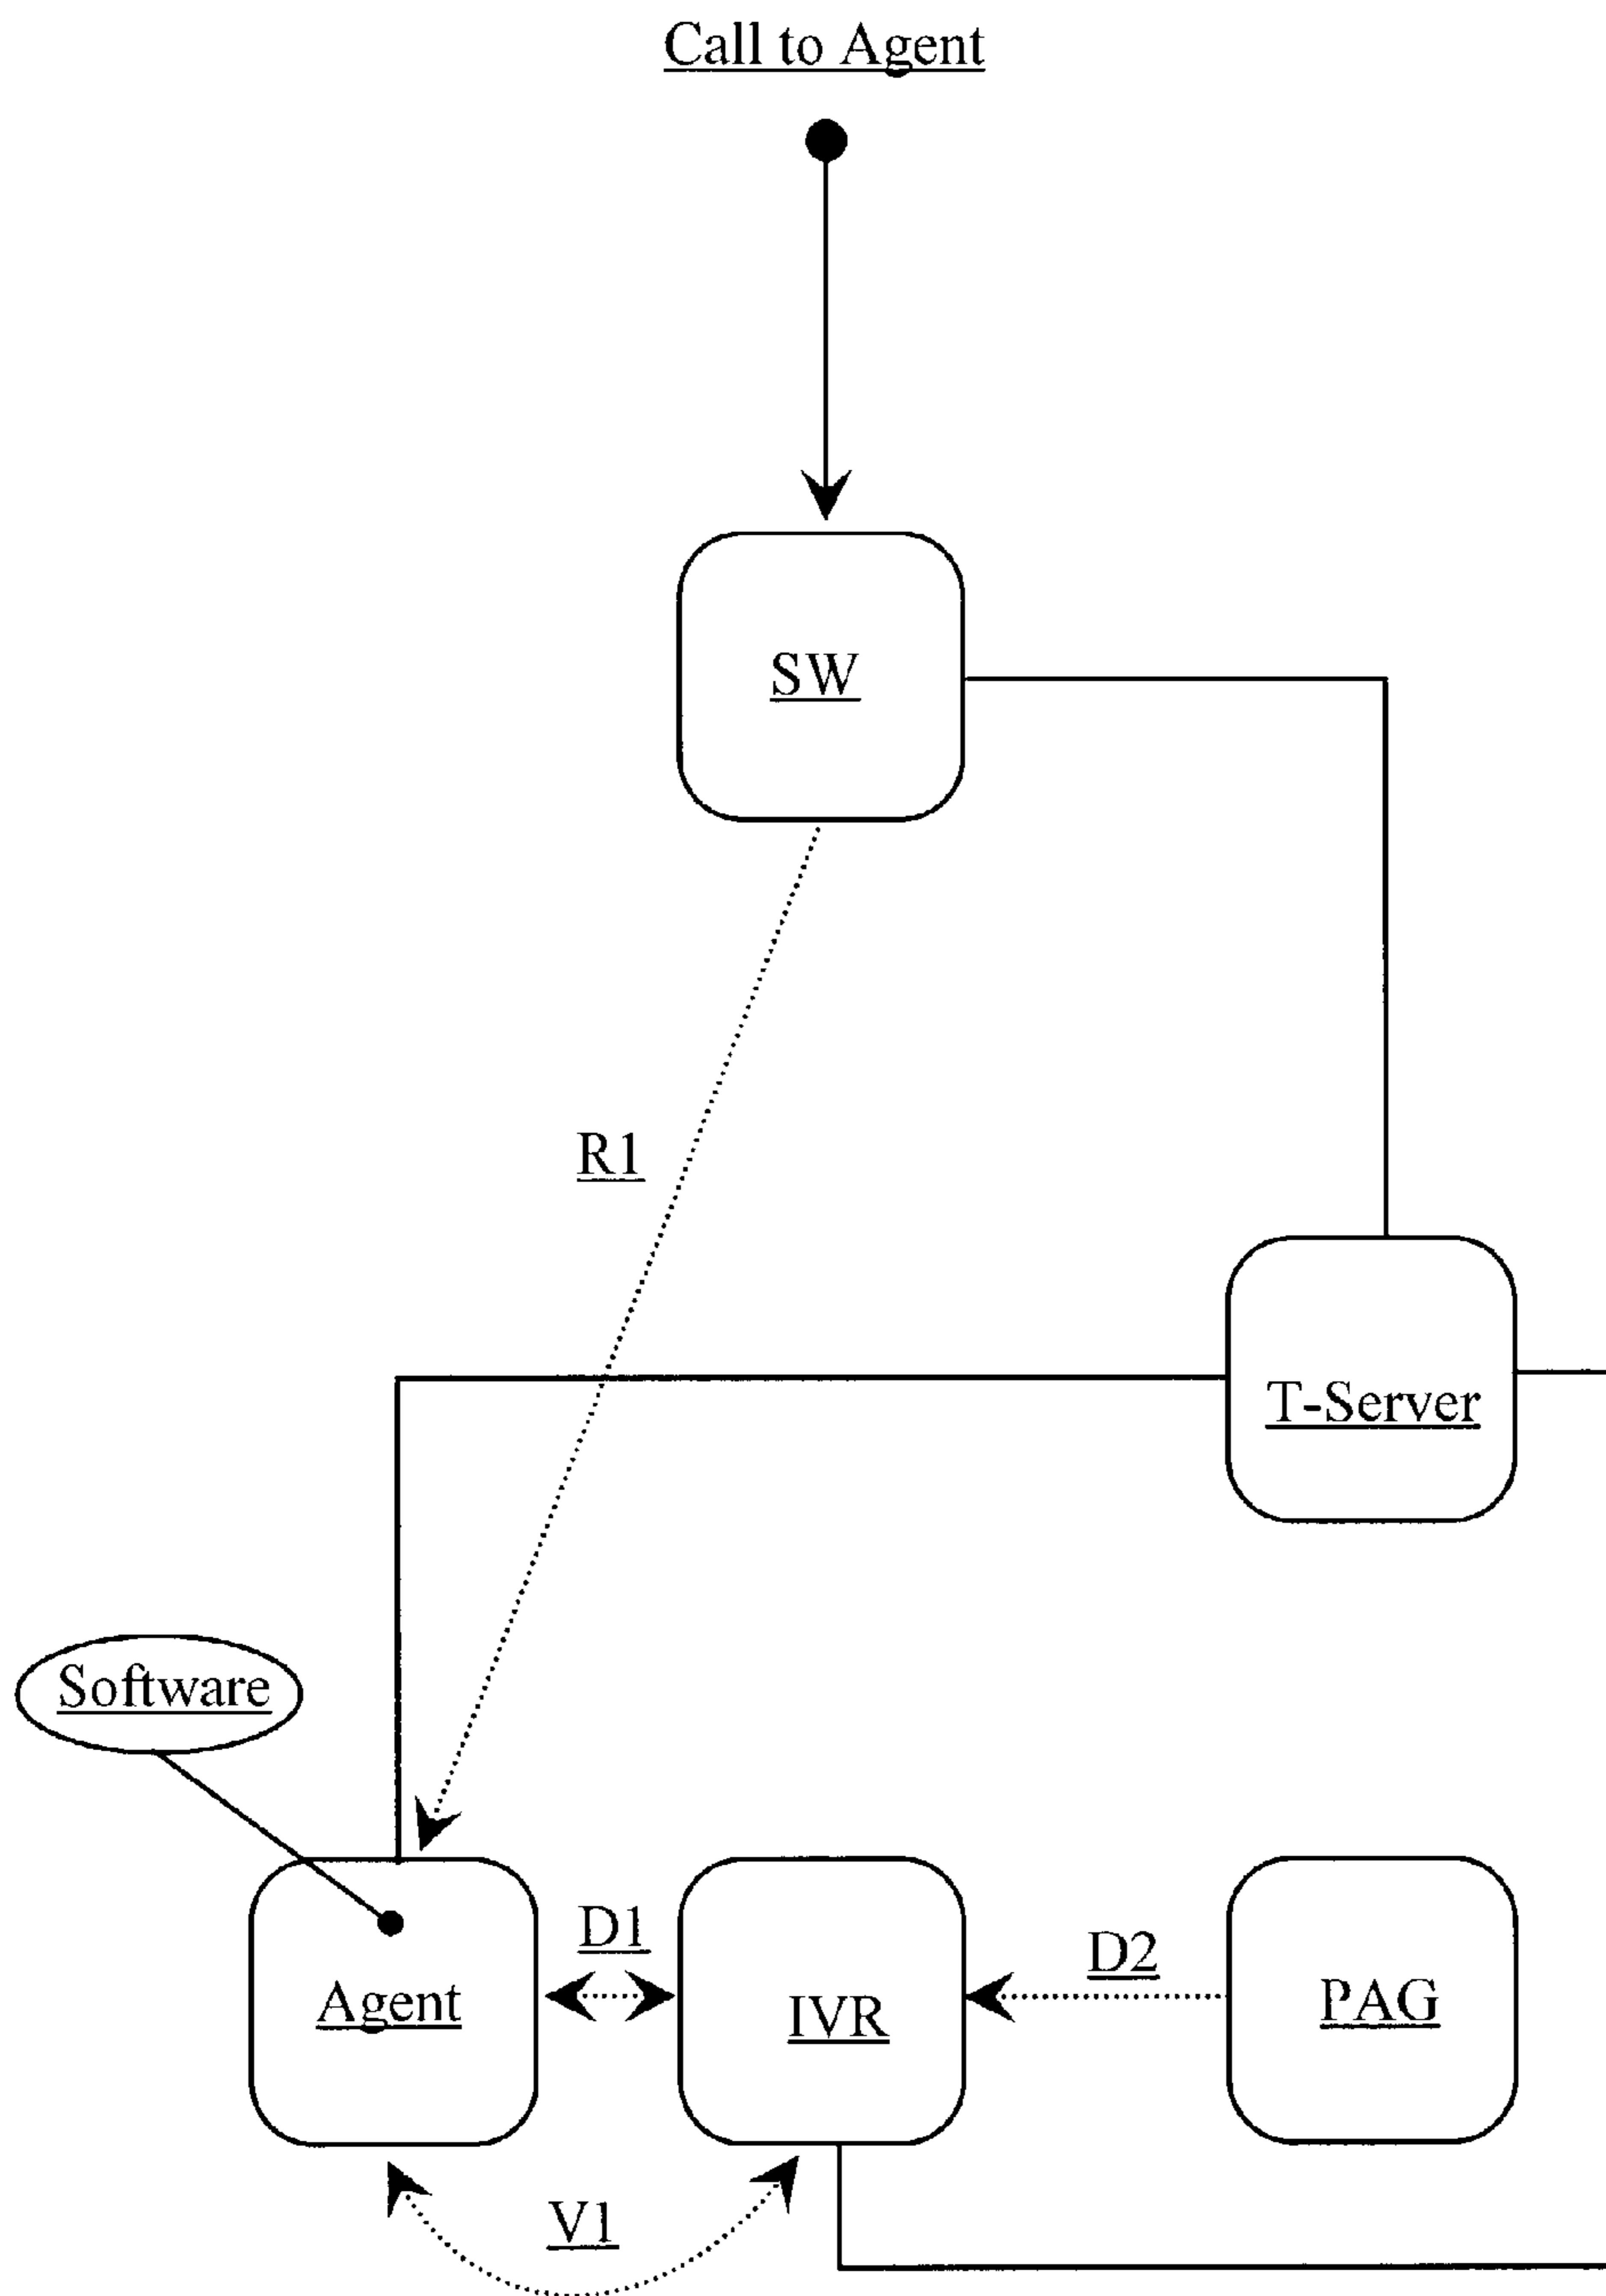 Call to Agent
SW
R1
T-Server
Software
D1
D2
Agent
IVR
PAG
V1